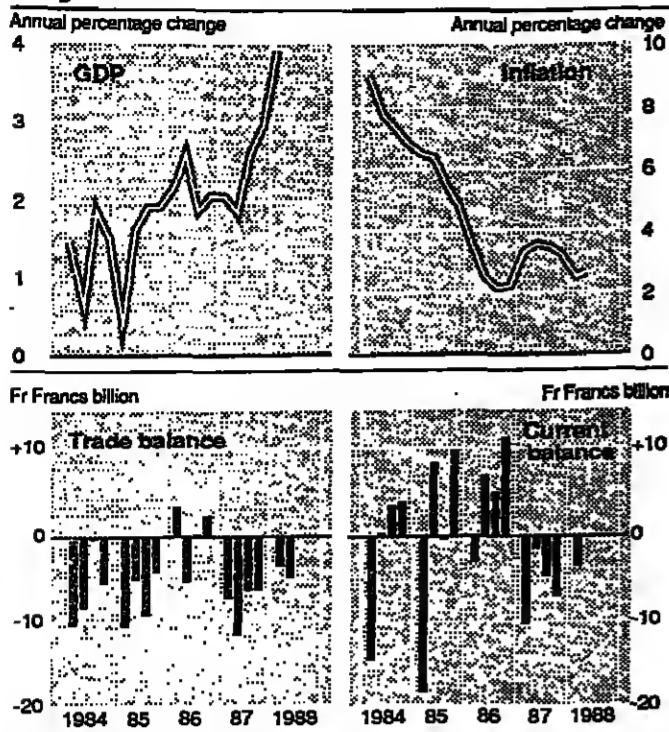 Annual percentage change
Annual percentage change
4
3
2
1
0
GDP
Inflation
10
8
6
4
2
0
Fr Francs billion
Fr Francs billion
+10
0
-10
-20
Trade balance
Current
balance
+10
0
-10
-20
1984 85 86 87 1988
1984 85 86 87 1988